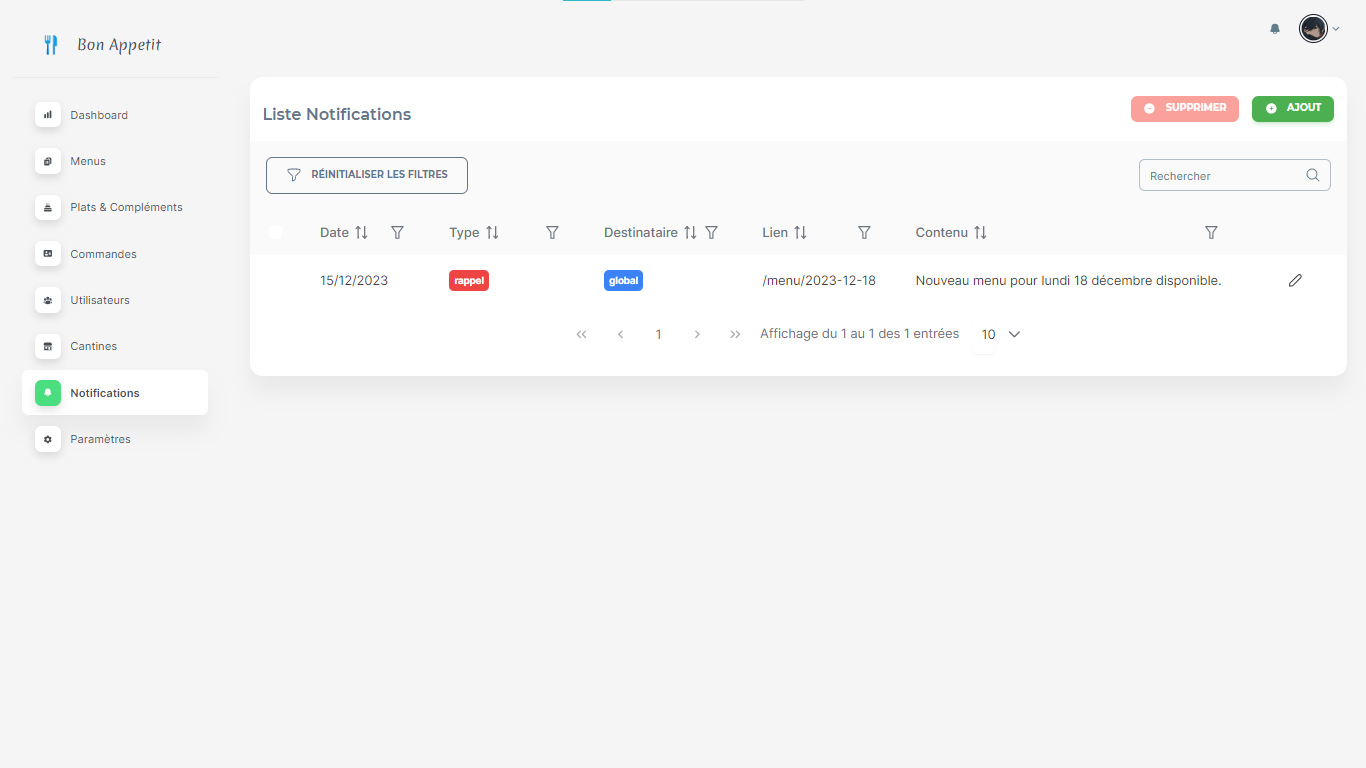 Bon Appetit
Dashboard
Menus
Plats & Compléments
Commandes
Utilisateurs
Cantines
Notifications
Paramètres
Liste Notifications
SUPPRIMER
AJOUT
RÉINITIALISER LES FILTRES
Rechercher
Date Type Destinataire Lien Contenu
15/12/2023 rappel global /menu/2023-12-18 Nouveau menu pour lundi 18 décembre disponible.
1 Affichage du 1 au 1 des 1 entrées 10